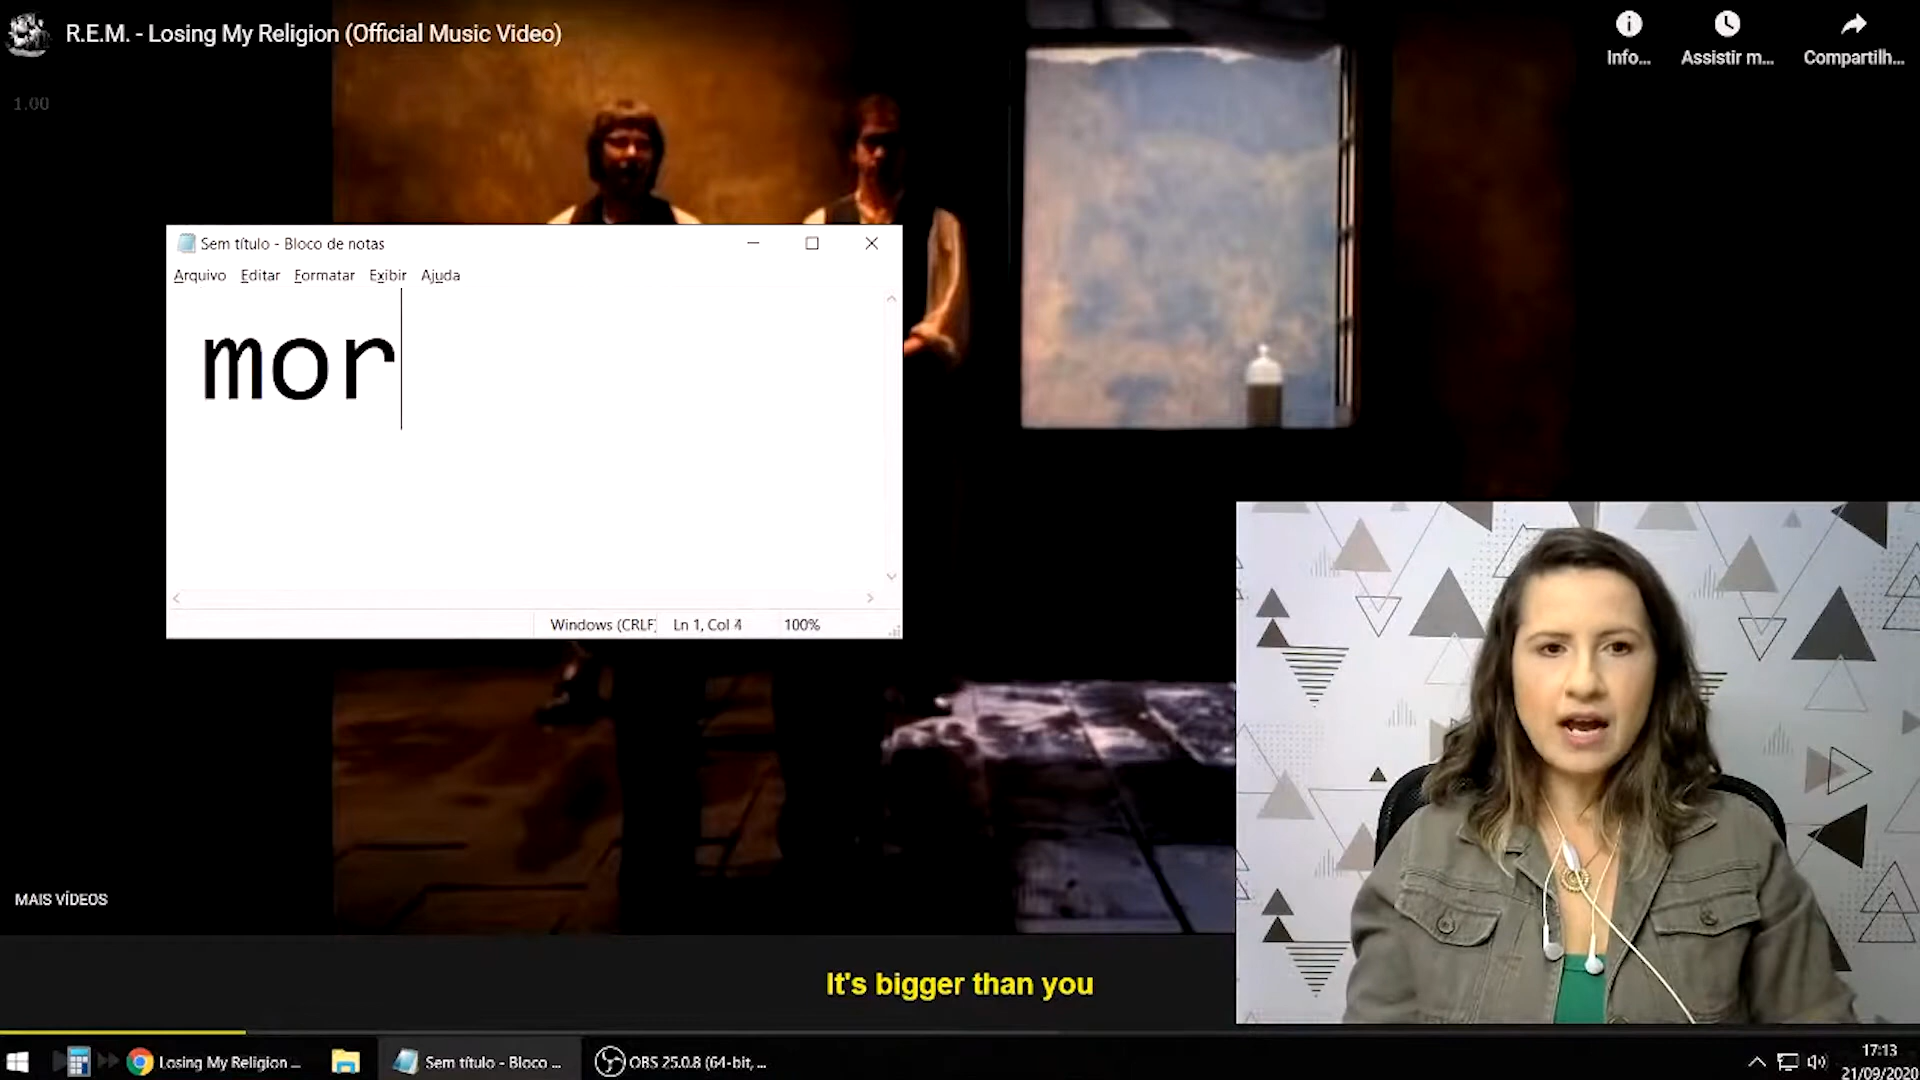 R.E.M. - Losing My Religion (Official Music Video)
Info...
Assistir m...
Compartilh...
1.00
Sem título - Bloco de notas
Arquivo Editar Formatar Exibir Ajuda
mor
Windows (CRLF)
Ln 1, Col 4
100%
MAIS VÍDEOS
It's bigger than you
Losing My Religion ...
Sem título - Bloco ...
OBS 25.0.8 (64-bit, ...
17:13
21/09/2020